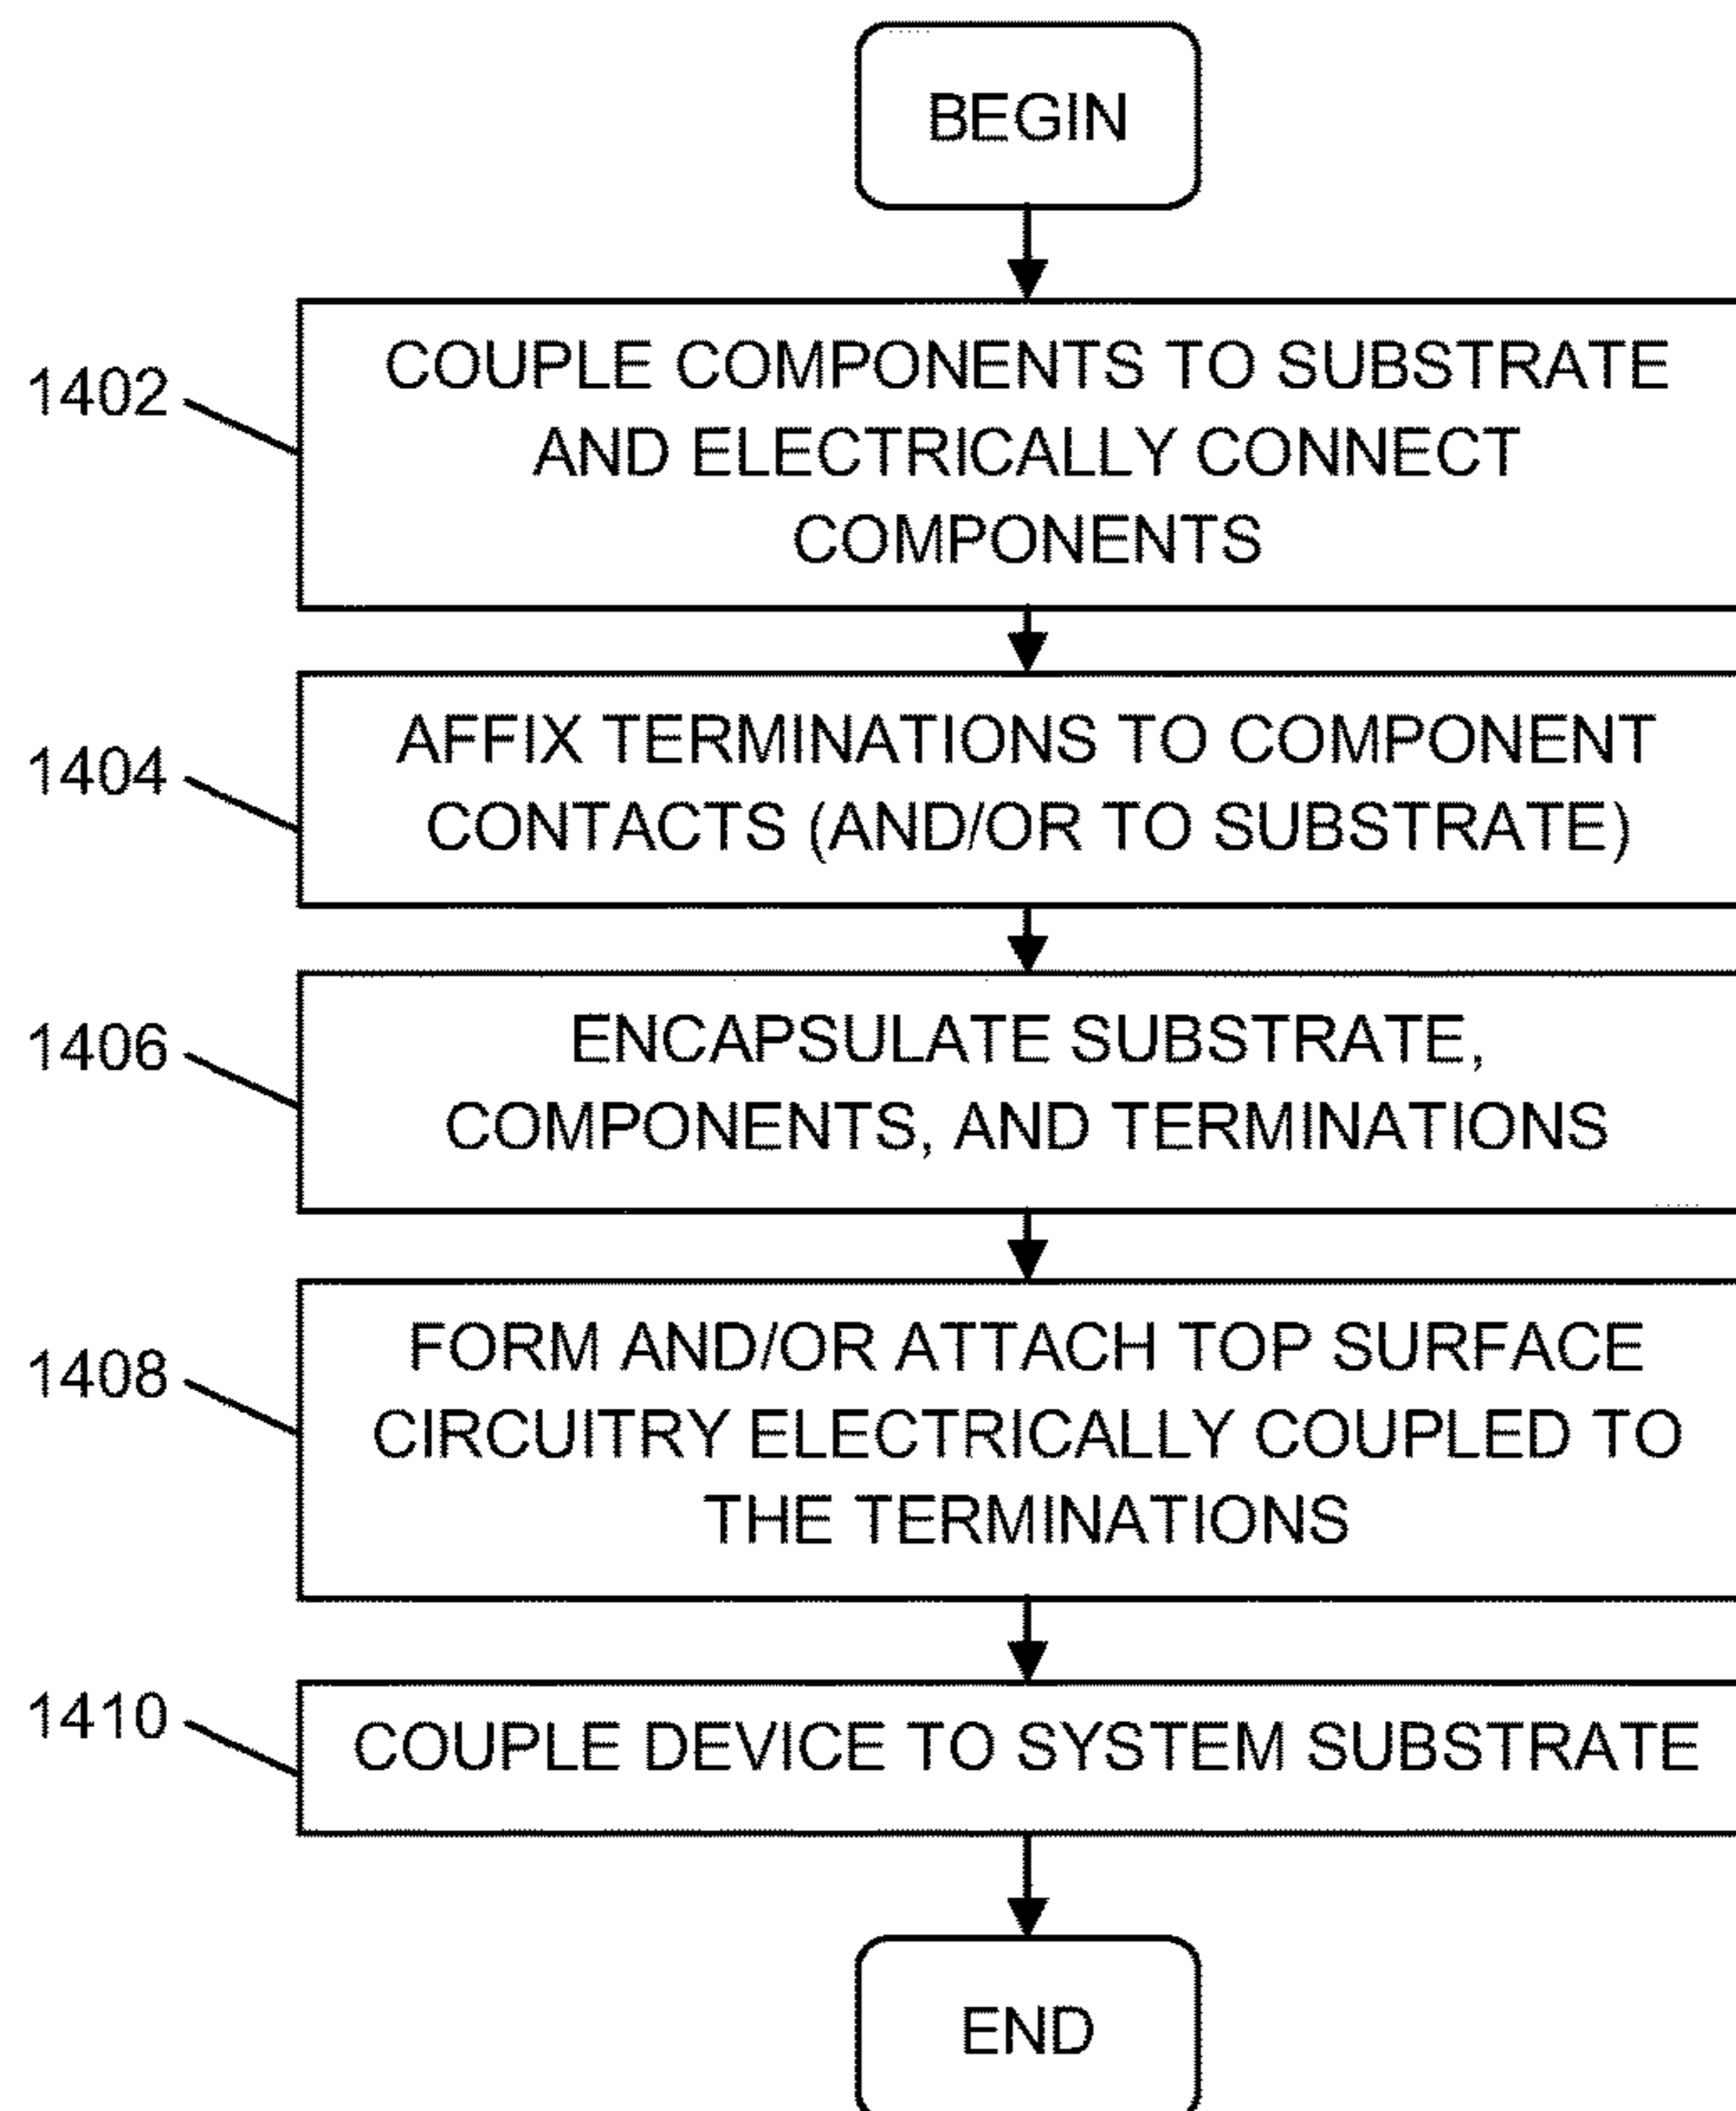 BEGIN
1402
COUPLE COMPONENTS TO SUBSTRATE
AND ELECTRICALLY CONNECT
COMPONENTS
1404
AFFIX TERMINATIONS TO COMPONENT
CONTACTS (AND/OR TO SUBSTRATE)
1406
ENCAPSULATE SUBSTRATE,
COMPONENTS, AND TERMINATIONS
1408
FORM AND/OR ATTACH TOP SURFACE
CIRCUITRY ELECTRICALLY COUPLED TO
THE TERMINATIONS
1410
COUPLE DEVICE TO SYSTEM SUBSTRATE
END